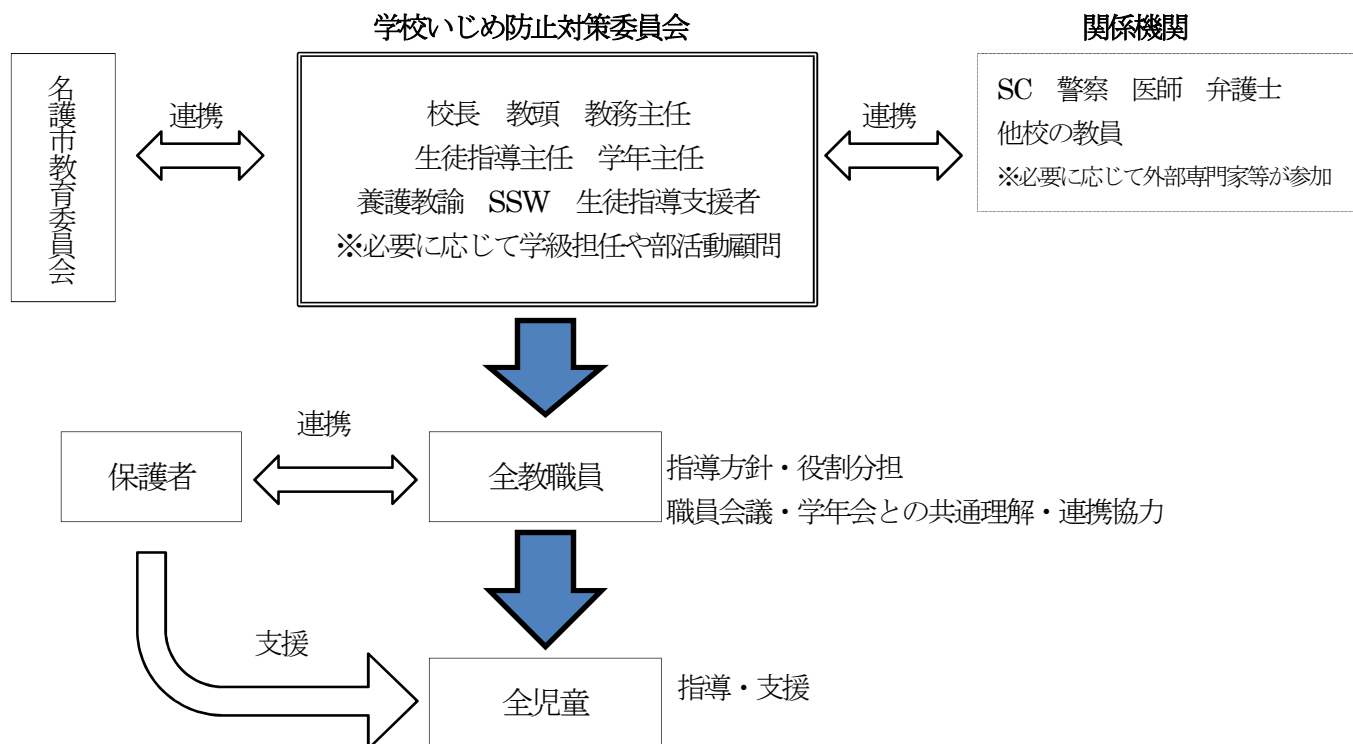 学校いじめ防止対策委員会
関係機関
名護市教育委員会
連携
校長 教頭 教務主任
生徒指導主任 学年主任
養護教諭 SSW 生徒指導支援者
※必要に応じて学級担任や部活動顧問
連携
SC 警察 医師 弁護士
他校の教員
※必要に応じて外部専門家等が参加
保護者
連携
全教職員
指導方針・役割分担
職員会議・学年会との共通理解・連携協力
支援
全児童
指導・支援